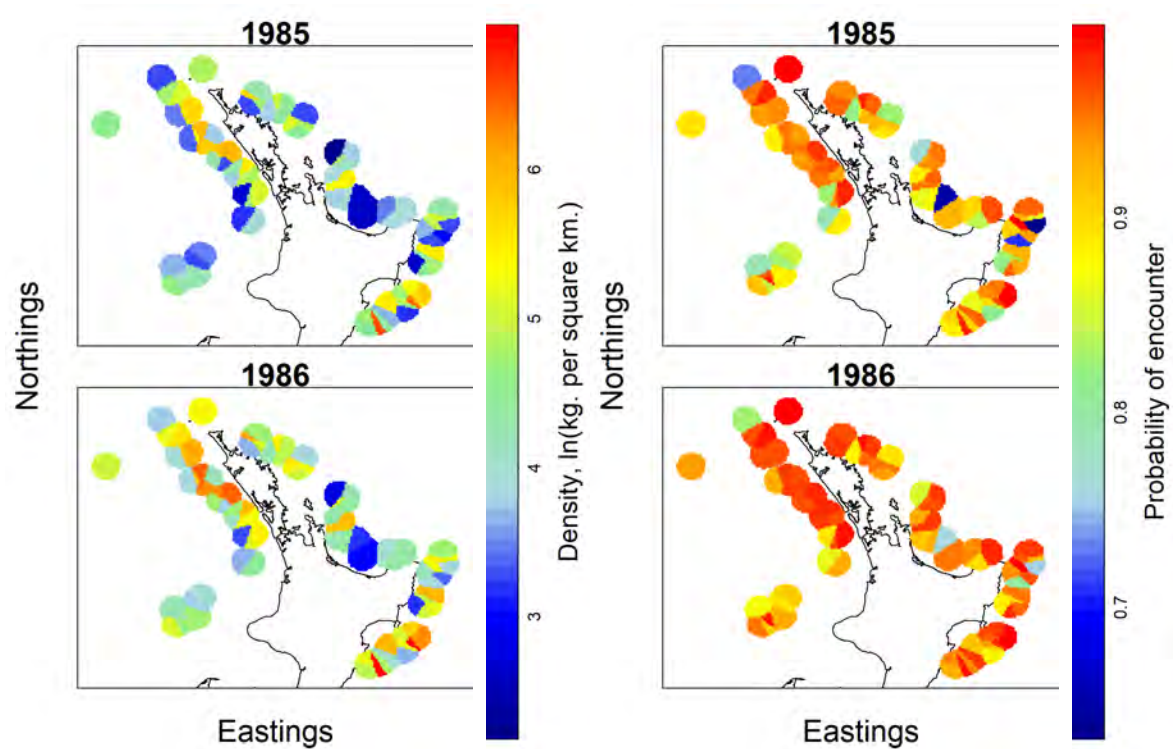 1985
1985
1986
1986
Northings
Northings
Eastings
Eastings
6
5
4
3
Density, ln(kg. per square km.)
0.9
0.8
0.7
Probability of encounter